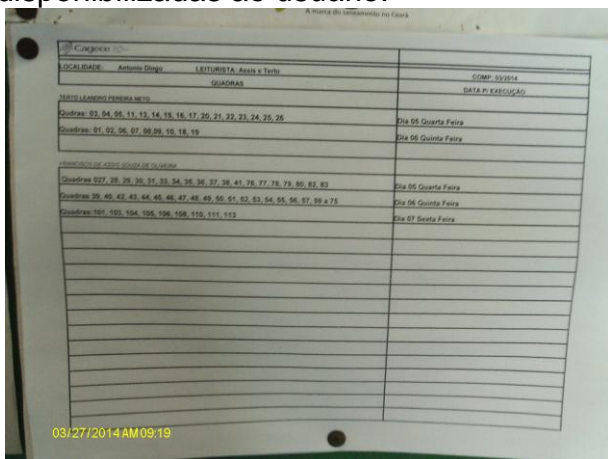 disponibilizadas ao usuário.
A marca do saneamento no Ceará
Cagece
LOCALIDADE: Antonio Diogo LEITURISTA: Assis e Terto
COMP: 03/2014
QUADRAS
DATA P/ EXECUÇÃO
TERTO LEANDRO PEREIRA NETO
Qudras: 03, 04, 05, 11, 12, 14, 15, 16, 17, 20, 21, 22, 23, 24, 25, 26
Dia 05 Quarta Feira
Quadras: 01, 02, 06, 07, 08,09, 10, 18, 19
Dia 06 Quinta Feira
FRANCISCO DE ASSIS SOUZA DE OLIVEIRA
Quadras 027, 28, 29, 30, 31, 33, 34, 35, 36, 37, 38, 41, 76, 77, 78, 79, 80, 82, 83
Dia 05 Quarta Feira
Quadras 39, 40, 42, 43, 44, 45, 46, 47, 48, 49, 50, 51, 52, 53, 54, 55, 56, 57, 59 a 75
Dia 06 Quinta Feira
Quadras:101, 103, 104, 105, 106, 108, 110, 111, 113
Dia 07 Sexta Feira
03/27/2014 AM 09:19